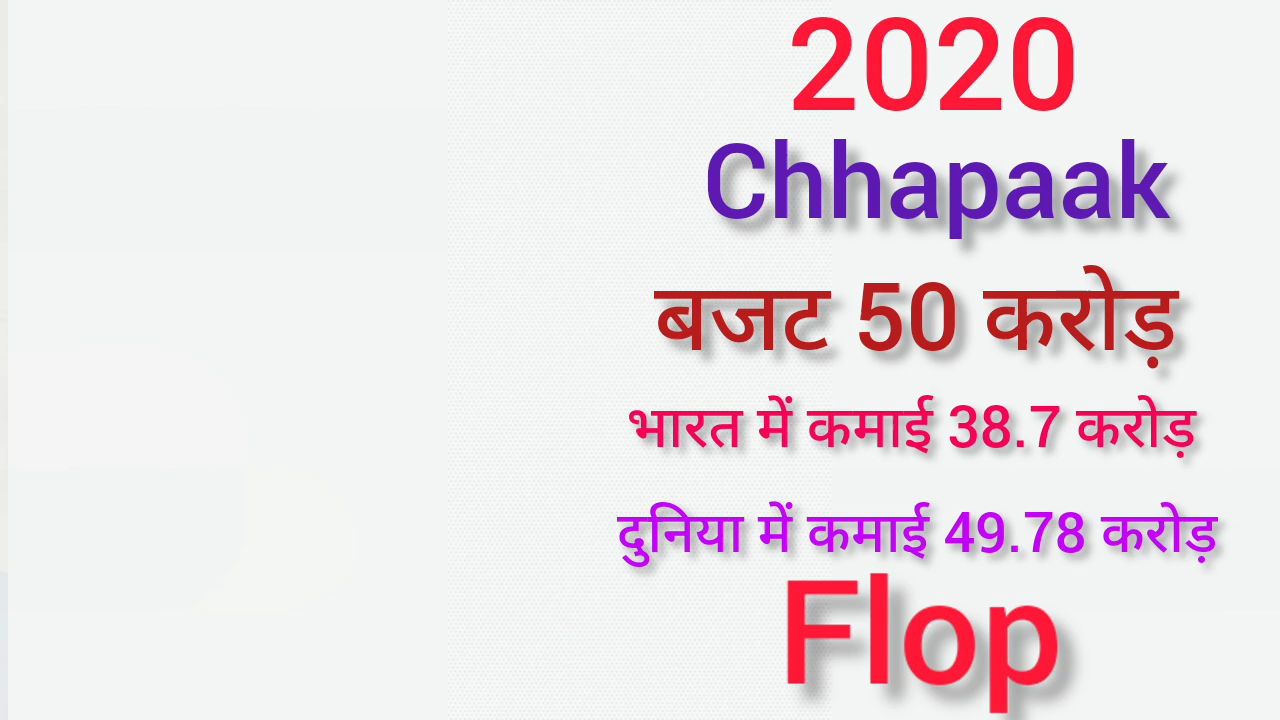 2020
Chhapaak
बजट 50 करोड़
भारत में कमाई 38.7 करोड़
दुनिया में कमाई 49.78 करोड़
Flop